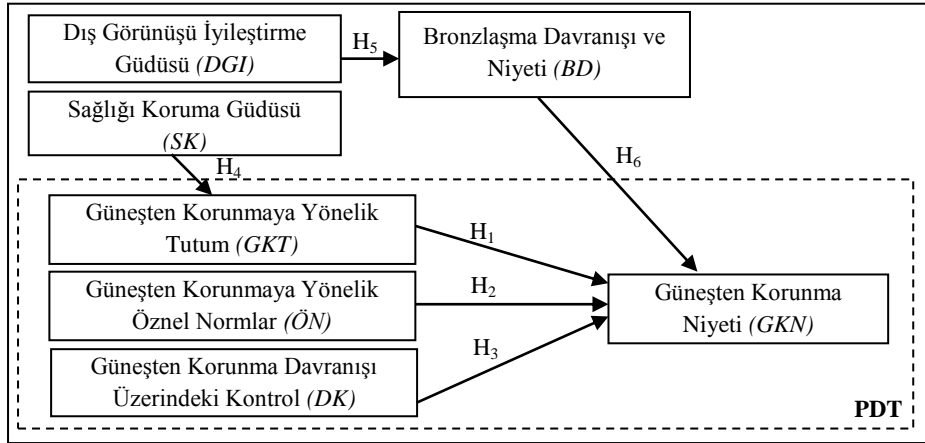 Dış Görünüşü İyileştirme
Güdüsü (DGI)
H5
Bronzlaşma Davranışı ve
Niyeti (BD)
Sağlığı Koruma Güdüsü
(SK)
H4
H6
Güneşten Korunmaya Yönelik
Tutum (GKT)
H1
Güneşten Korunmaya Yönelik
Öznel Normlar (ÖN)
H2
Güneşten Korunma
Niyeti (GKN)
H3
Güneşten Korunma Davranışı
Üzerindeki Kontrol (DK)
PDT